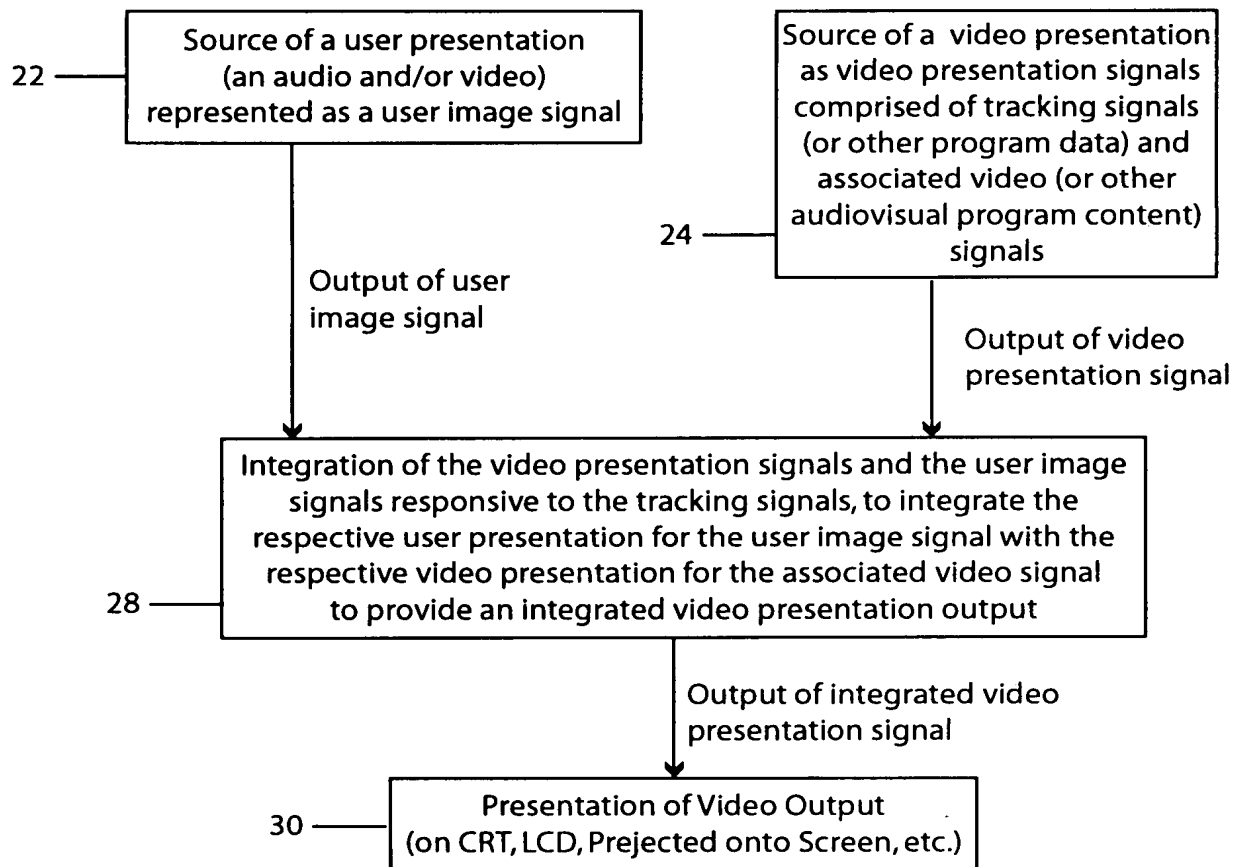 Source of a user presentation
(an audio and/or video)
represented as a user image signal
22
Source of a video presentation
as video presentation signals
comprised of tracking signals
(or other program data) and
associated video (or other
audiovisual program content)
signals
24
Output of user
image signal
Output of video
presentation signal
Integration of the video presentation signals and the user image
signals responsive to the tracking signals, to integrate the
respective user presentation for the user image signal with the
respective video presentation for the associated video signal
to provide an integrated video presentation output
28
Output of integrated video
presentation signal
Presentation of Video Output
(on CRT, LCD, Prejected onto Screen, etc.)
30